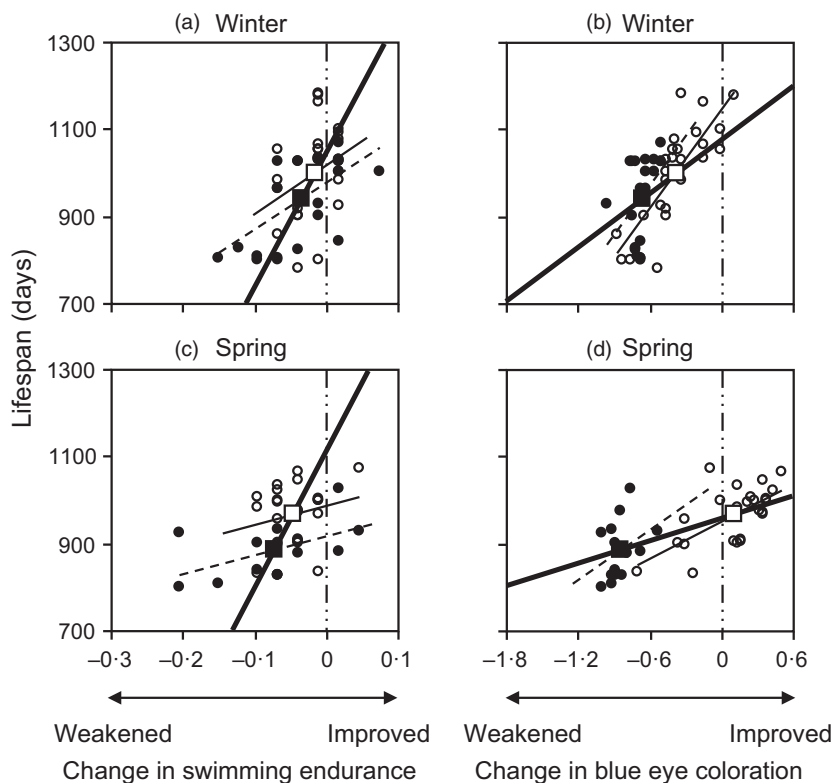 (a) Winter
(b) Winter
1300
1100
900
700
(c) Spring
(d) Spring
1300
1100
900
700
Lifespan (days)
–0·3 –0·2 –0·1 0 0·1
–1·8 –1·2 –0·6 0 0·6
Weakened Improved
Weakened Improved
Change in swimming endurance
Change in blue eye coloration